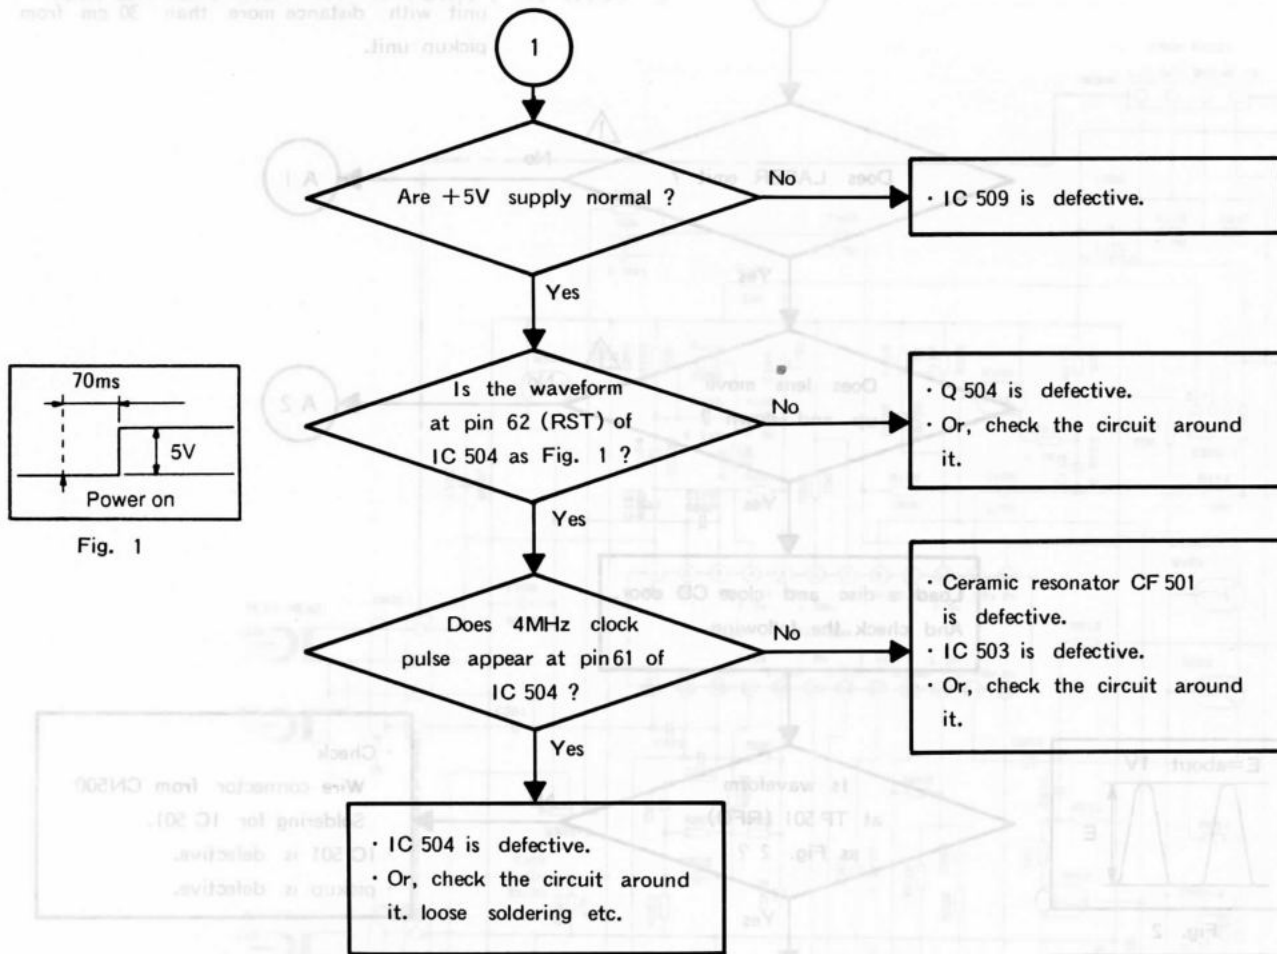 1
Are +5V supply normal ?
No
· IC 509 is defective.
Yes
Is the waveform
at pin 62 (RST) of
IC 504 as Fig. 1 ?
No
· Q 504 is defective.
· Or, check the circuit around
it.
70ms
5V
Power on
Fig. 1
Yes
Does 4MHz clock
pulse appear at pin 61 of
IC 504 ?
No
· Ceramic resonator CF 501
is defective.
· IC 503 is defective.
· Or, check the circuit around
it.
Yes
· IC 504 is defective.
· Or, check the circuit around
it. loose soldering etc.